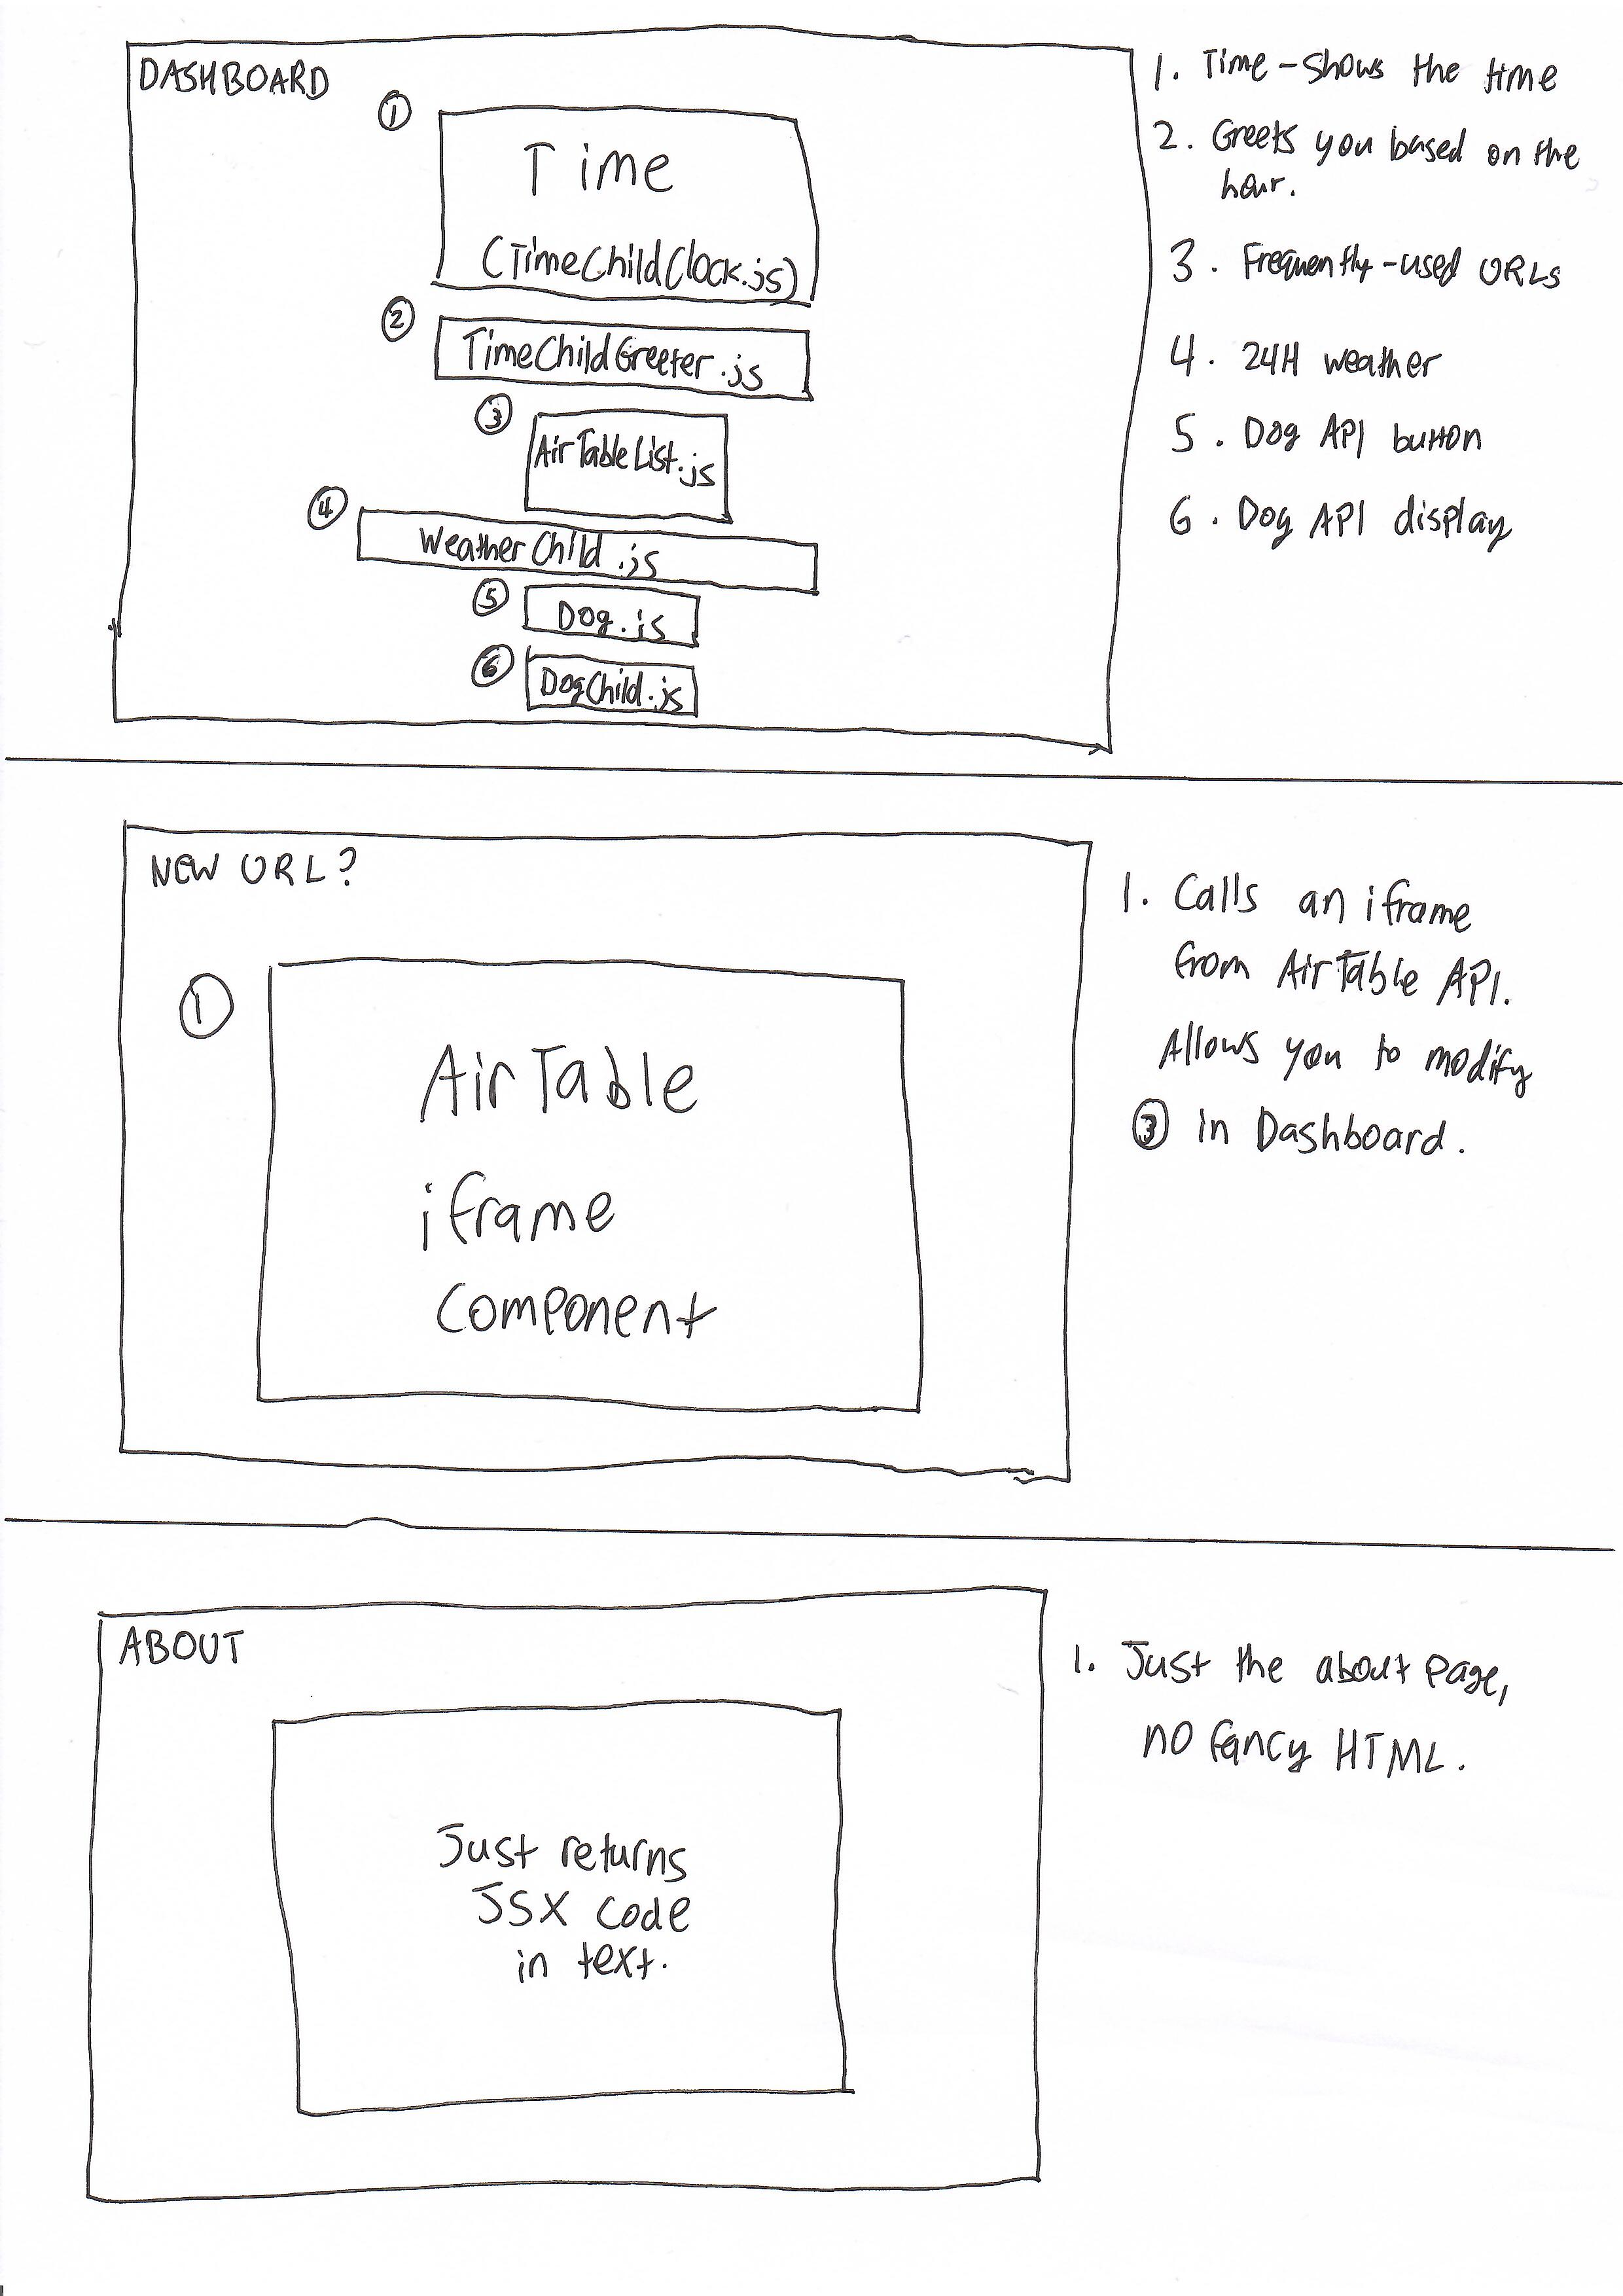 DASHBOARD
1
Time
(TimeChildClock.js)
2
TimeChildGreeter.js
3
AirTableList.js
4
WeatherChild.js
5
Dog.js
6
DogChild.js
1. Time - Shows the time
2. Greets you based on the
hour.
3. Frequently-used URLs
4. 24H weather
5. Dog API button
6. Dog API display
NEW URL?
1
AirTable
iframe
component
1. Calls an iframe
from AirTable API.
Allows you to modify
3 in Dashboard.
ABOUT
Just returns
JSX code
in text.
1. Just the about page,
no fancy HTML.